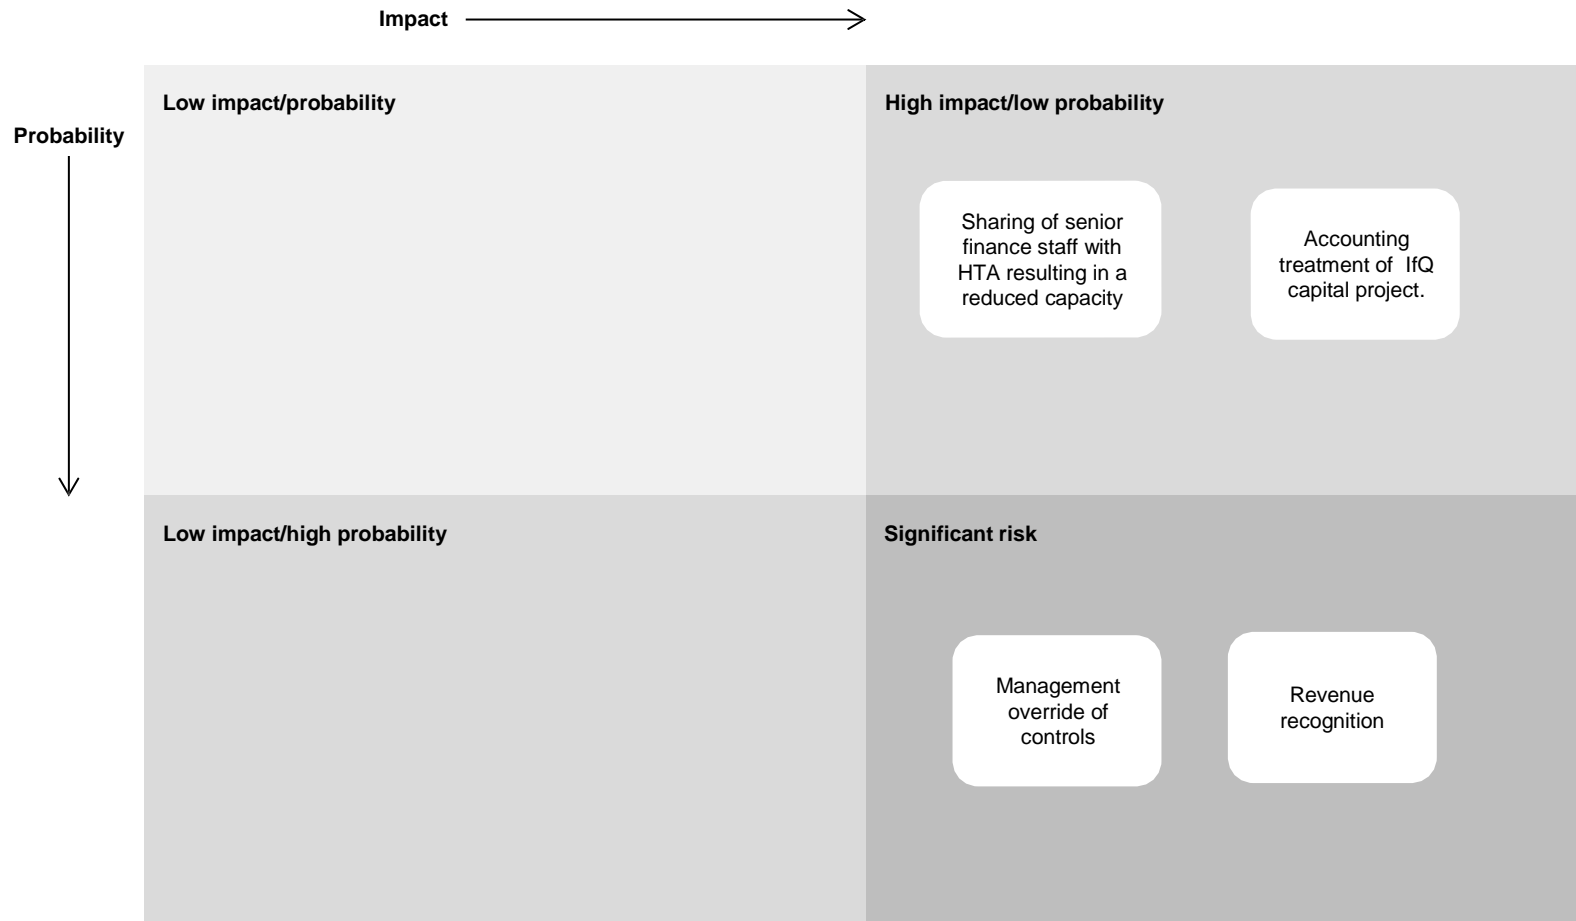 Impact
Probability
Low impact/probability
High impact/low probability
Sharing of senior
finance staff with
HTA resulting in a
reduced capacity
Accounting
treatment of  IfQ
capital project.
Low impact/high probability
Significant risk
Management
override of
controls
Revenue
recognition